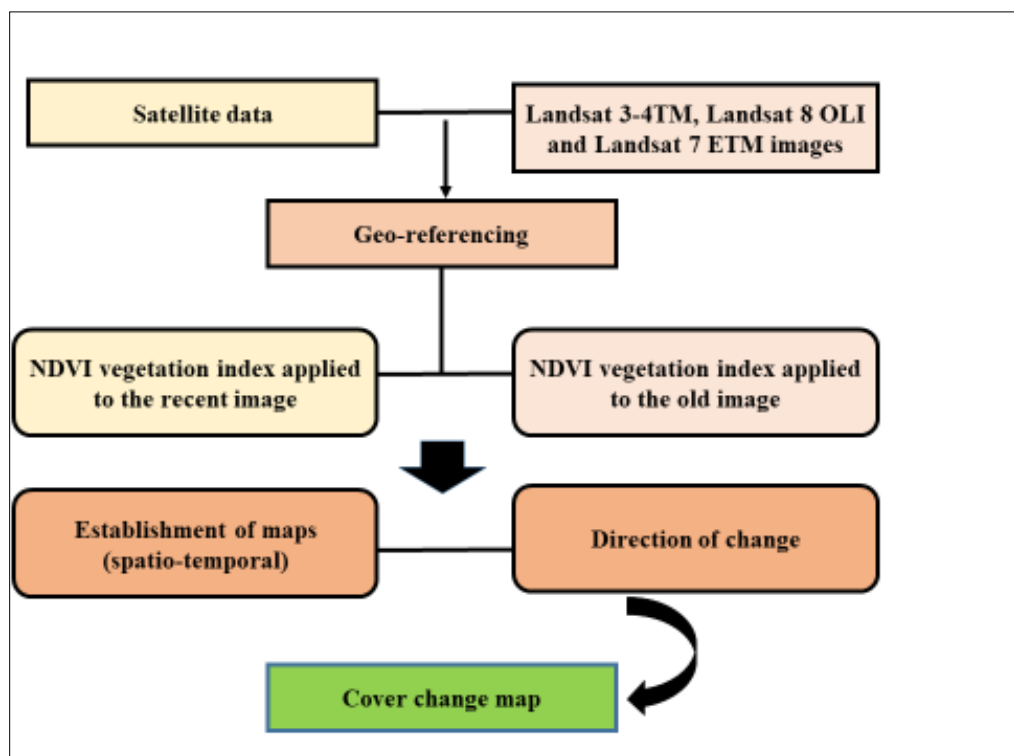 Satellite data
Landsat 3-4TM, Landsat 8 OLI
and Landsat 7 ETM images
Geo-referencing
NDVI vegetation index applied
to the recent image
NDVI vegetation index applied
to the old image
Establishment of maps
(spatio-temporal)
Direction of change
Cover change map